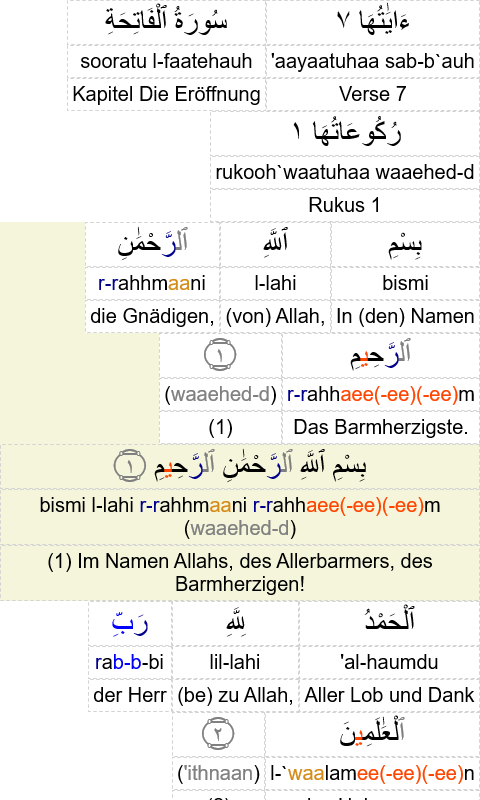 ءَايَٰتُهَا ٧ سُورَةُ ٱلْفَاتِحَةِ
sooratu l-faatehauh 'aayaatuhaa sab-b`auh
Kapitel Die Eröffnung Verse 7
رُكُوعَاتُهَا ١
rukooh`waatuhaa waaehed-d
Rukus 1
بِسْمِ ٱللَّهِ ٱلرَّحْمَٰنِ
r-rahhmaani l-lahi bismi
die Gnädigen, (von) Allah, In (den) Namen
ٱلرَّحِيمِ ١
(waaehed-d) r-rahhaee(-ee)(-ee)m
(1) Das Barmherzigste.
بِسْمِ ٱللَّهِ ٱلرَّحْمَٰنِ ٱلرَّحِيمِ ١
bismi l-lahi r-rahhmaani r-rahhaee(-ee)(-ee)m
(waaehed-d)
(1) Im Namen Allahs, des Allerbarmers, des
Barmherzigen!
ٱلْحَمْدُ لِلَّهِ رَبِّ
rab-b-bi lil-lahi 'al-haumdu
der Herr (be) zu Allah, Aller Lob und Dank
ٱلْعَٰلَمِينَ ٢
('ithnaan) l-`waalamee(-ee)(-ee)n